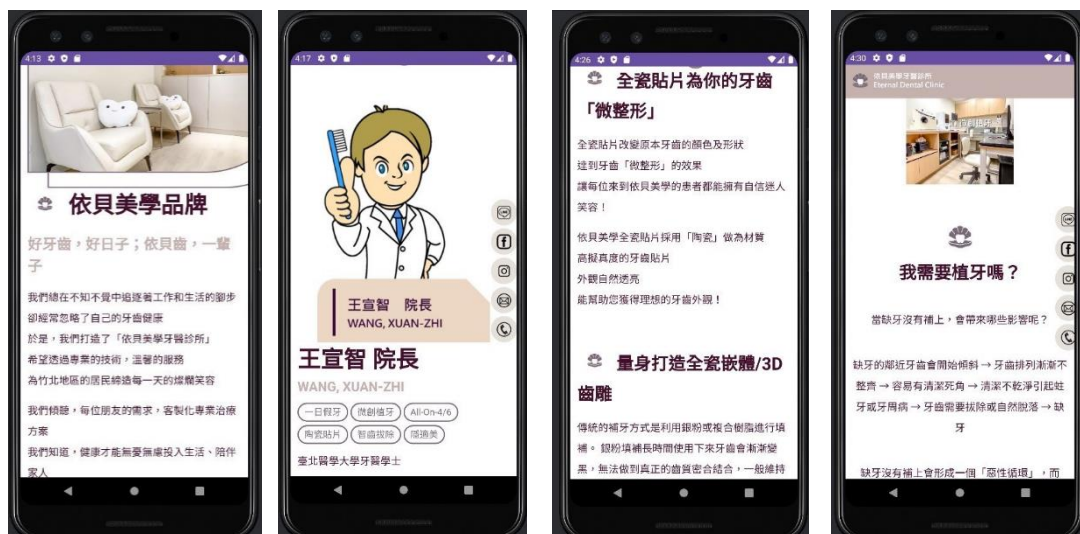 4:13
依貝美學品牌
好牙齒，好日子；依貝齒，一輩
子
我們總在不知不覺中追逐著工作和生活的腳步
卻經常忽略了自己的牙齒健康
於是，我們打造了「依貝美學牙醫診所」
希望透過專業的技術，溫馨的服務
為竹北地區的居民締造每一天的燦爛笑容
我們傾聽，每位朋友的需求，客製化專業治療
方案
我們知道，健康才能無憂無慮投入生活、陪伴
家人
4:17
王宣智 院長
WANG, XUAN-ZHI
王宣智 院長
WANG, XUAN-ZHI
一日假牙 微創植牙 All-On-4/6
陶瓷貼片 智齒拔除 隱適美
臺北醫學大學牙醫學士
4:26
全瓷貼片為你的牙齒
「微整形」
全瓷貼片改變原本牙齒的顏色及形狀
達到牙齒「微整形」的效果
讓每位來到依貝美學的患者都能擁有自信迷人
笑容！
依貝美學全瓷貼片採用「陶瓷」做為材質
高擬真度的牙齒貼片
外觀自然透亮
能幫助您獲得理想的牙齒外觀！
量身打造全瓷嵌體/3D
齒雕
傳統的補牙方式是利用銀粉或複合樹脂進行填
補。銀粉填補長時間使用下來牙齒會漸漸變
黑，無法做到真正的齒質密合結合，一般維持
4:30
依貝美學牙醫診所
Eternal Dental Clinic
微創植牙
我需要植牙嗎？
當缺牙沒有補上，會帶來哪些影響呢？
缺牙的鄰近牙齒會開始傾斜→牙齒排列漸漸不
整齊→容易有清潔死角→清潔不乾淨引起蛀
牙或牙周病→牙齒需要拔除或自然脫落→缺
牙
缺牙沒有補上會形成一個「惡性循環」，而